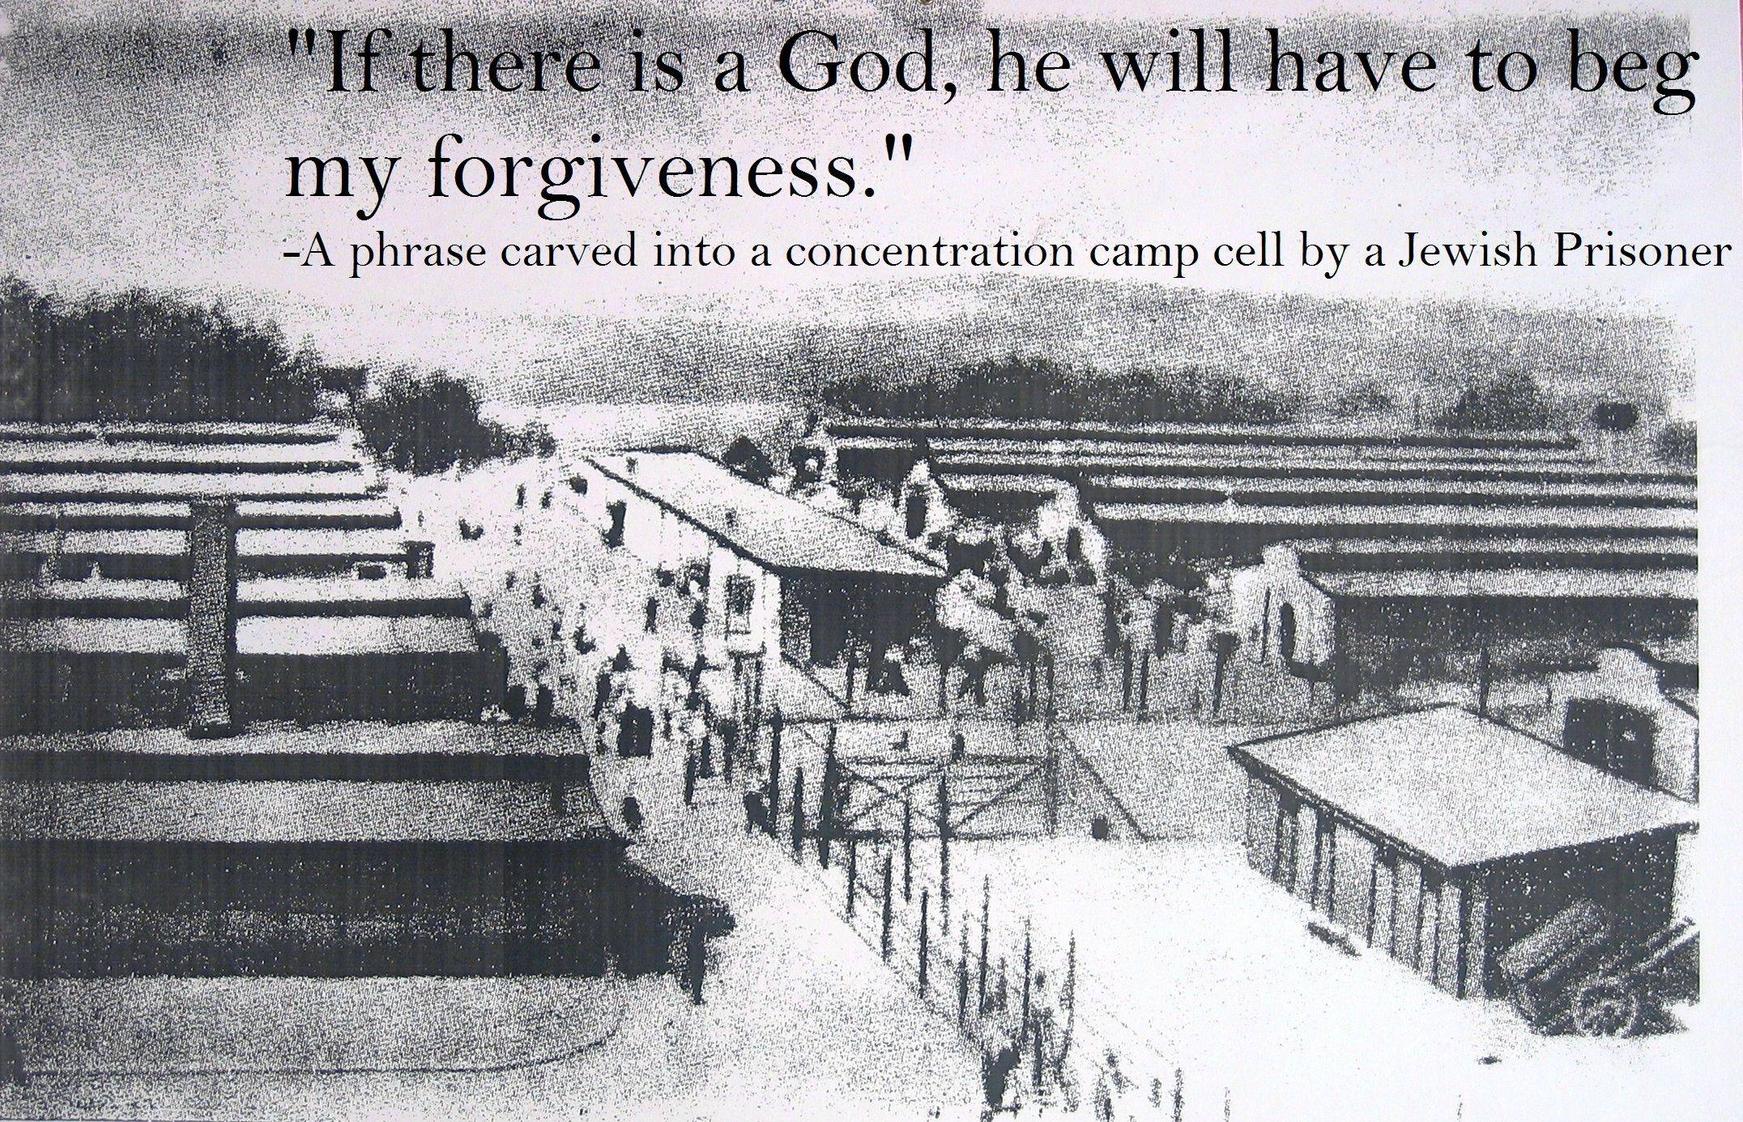 "If there is a God, he will have to beg
my forgiveness."
-A phrase carved into a concentration camp cell by a Jewish Prisoner